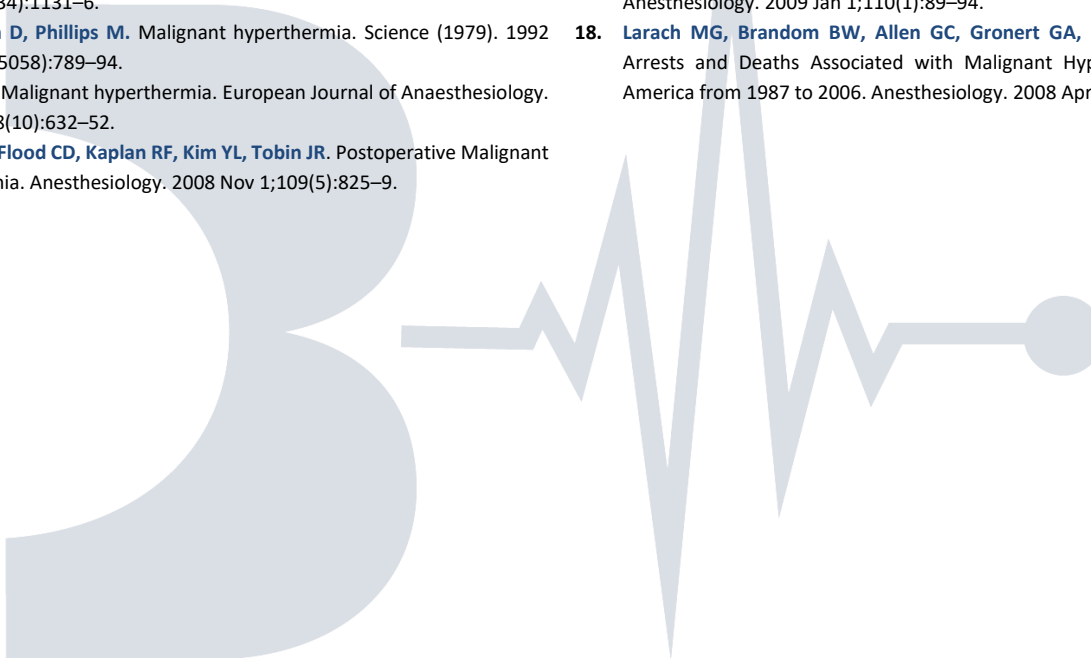 34):1131–6.
D, Phillips M. Malignant hyperthermia. Science (1979). 1992
5058):789–94.
Malignant hyperthermia. European Journal of Anaesthesiology.
8(10):632–52.
Flood CD, Kaplan RF, Kim YL, Tobin JR. Postoperative Malignant
nia. Anesthesiology. 2008 Nov 1;109(5):825–9.
Anesthesiology. 2009 Jan 1;110(1):89–94.
18. Larach MG, Brandom BW, Allen GC, Gronert GA,
Arrests and Deaths Associated with Malignant Hyp
America from 1987 to 2006. Anesthesiology. 2008 Apr